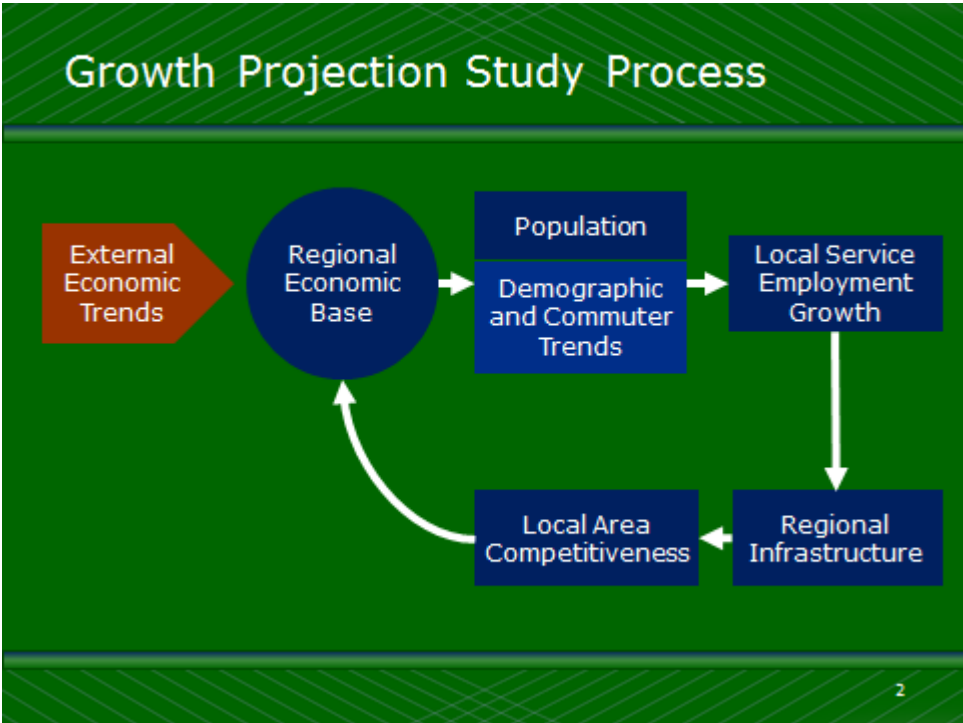 Growth Projection Study Process
External
Economic
Trends
Regional
Economic
Base
Population
Demographic
and Commuter
Trends
Local Service
Employment
Growth
Local Area
Competitiveness
Regional
Infrastructure
2